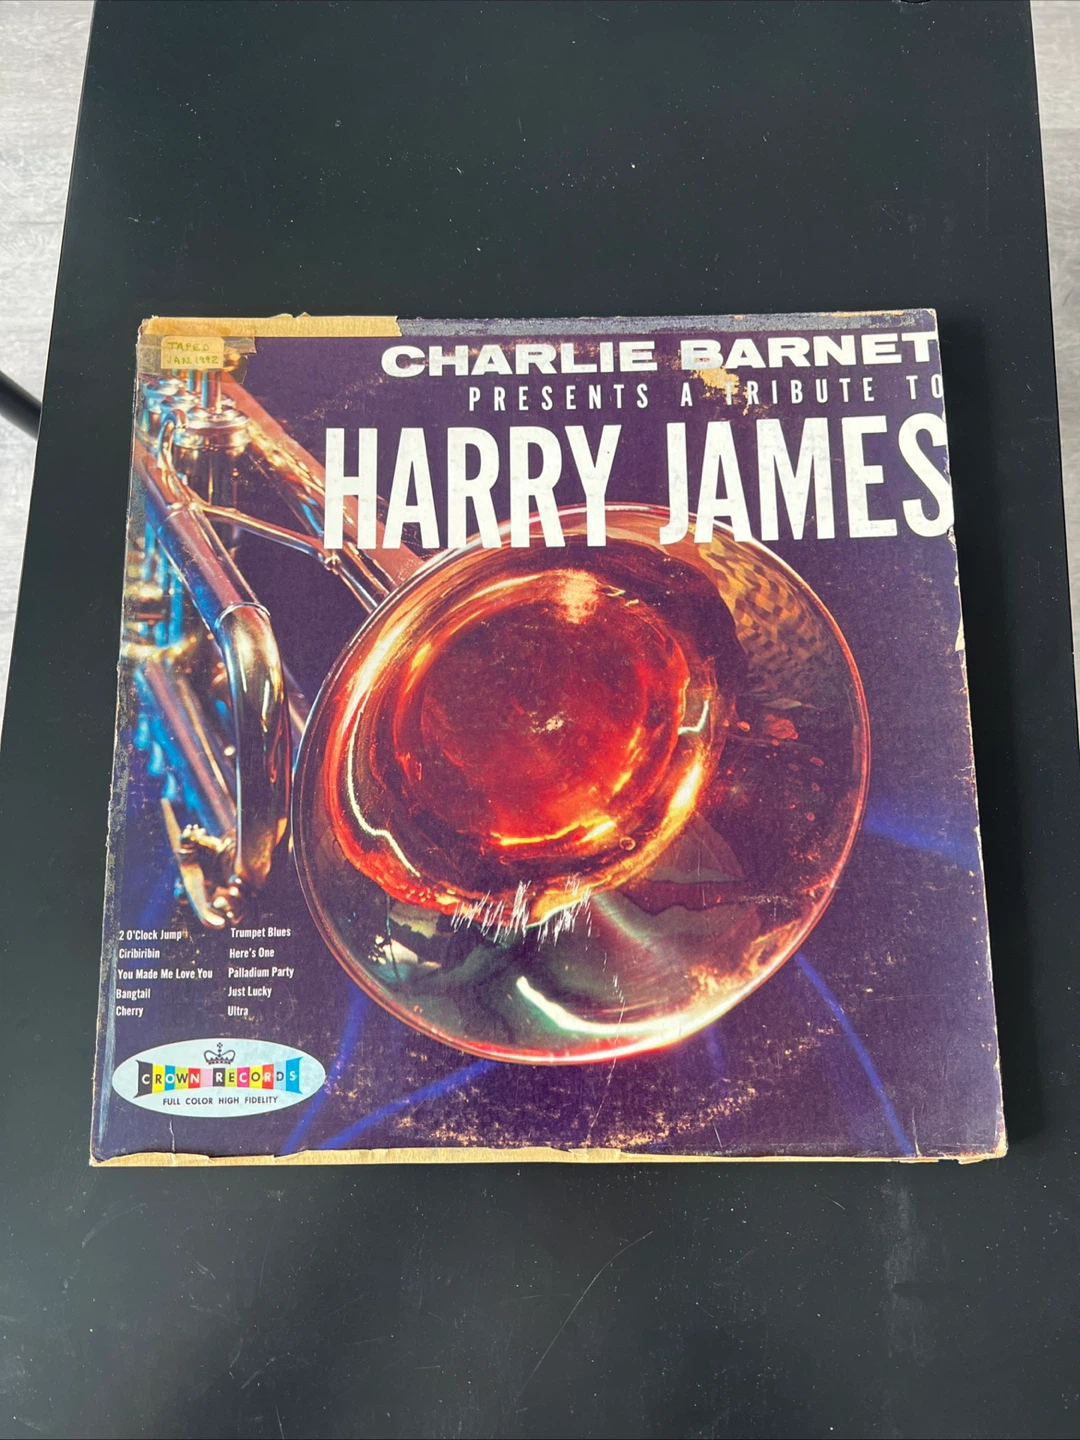 TAPED
JAN. 1992
CHARLIE BARNET
PRESENTS A TRIBUTE TO
HARRY JAMES
2 O'Clock Jump
Ciribiribin
You Made Me Love You
Bangtail
Cherry
Trumpet Blues
Here's One
Palladium Party
Just Lucky
Ultra
CROWN RECORDS
FULL COLOR HIGH FIDELITY